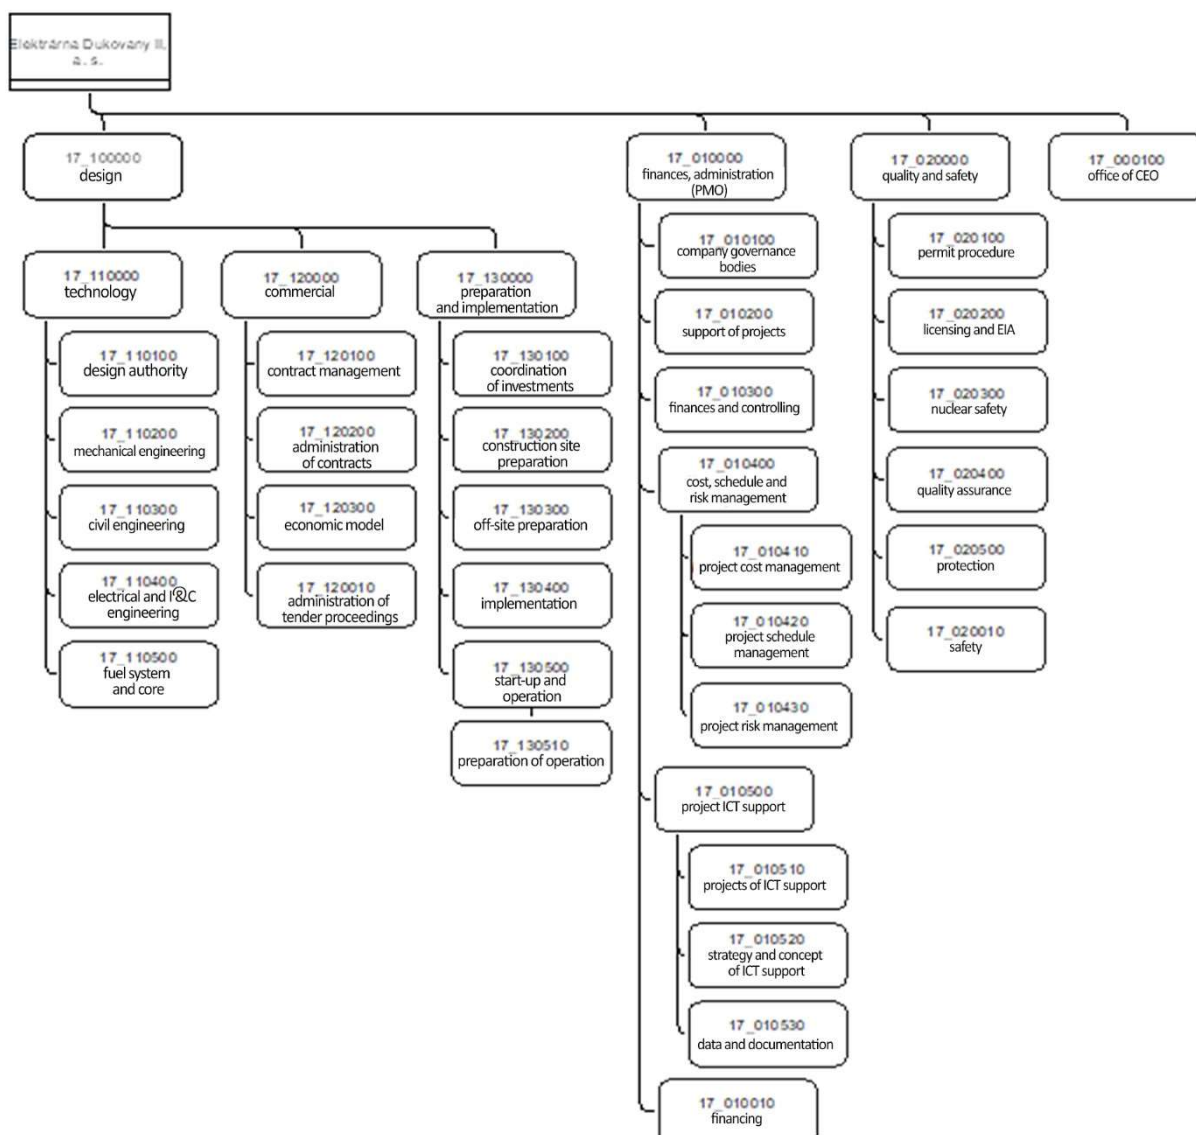 Elektrárna Dukovany II,
a. s.
17_100000
design
17_010000
finances, administration
(PMO)
17_020000
quality and safety
17_000100
office of CEO
17_110000
technology
17_120000
commercial
17_130000
preparation
and implementation
17_110100
design authority
17_110200
mechanical engineering
17_110300
civil engineering
17_110400
electrical and I&C
engineering
17_110500
fuel system
and core
17_120100
contract management
17_120200
administration
of contracts
17_120300
economic model
17_120010
administration of
tender proceedings
17_130100
coordination
of investments
17_130200
construction site
preparation
17_130300
off-site preparation
17_130400
implementation
17_130500
start-up and
operation
17_130510
preparation of operation
17_010100
company governance
bodies
17_010200
support of projects
17_010300
finances and controlling
17_010400
cost, schedule and
risk management
17_010410
project cost management
17_010420
project schedule
management
17_010430
project risk management
17_010500
project ICT support
17_010510
projects of ICT support
17_010520
strategy and concept
of ICT support
17_010530
data and documentation
17_010010
financing
17_020100
permit procedure
17_020200
licensing and EIA
17_020300
nuclear safety
17_020400
quality assurance
17_020500
protection
17_020010
safety